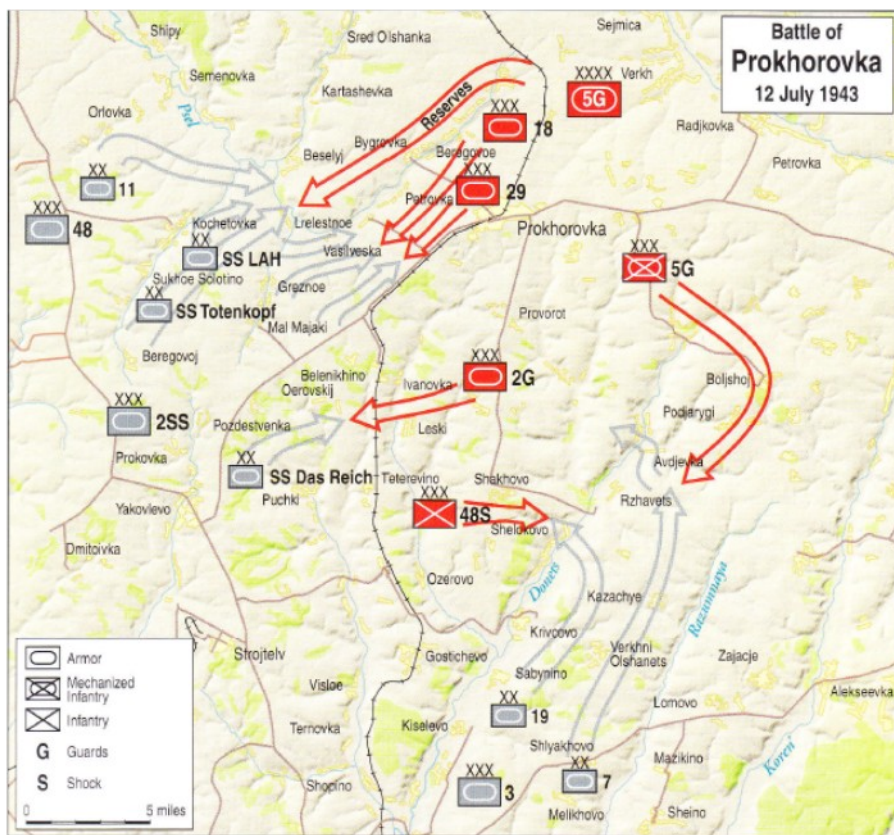 Battle of
Prokhorovka
12 July 1943
Shipy
Sred Olshanka
Sejmica
Semenovka
XXXX
5G
Verkh
Kartashevka
Reserves
Orlovka
Psel
XXX
18
Radjkovka
Bygrovka
Beregovoe
Beselyj
Petrovka
XX
11
XXX
29
Petrovka
XXX
48
Kochetovka
Lrelestnoe
Prokhorovka
XX
SS LAH
Vasilveska
XXX
5G
Sukhoe Solotino
Greznoe
XX
SS Totenkopf
Mal Majaki
Provorot
Beregovoj
XXX
2G
Belenikhino
Oerovskij
Ivanovka
Boljshoj
XXX
2SS
Pozdestvenka
Leski
Podjarygi
Prokovka
XX
SS Das Reich
Teterevino
Shakhovo
Avdjevka
Puchki
XXX
48S
Rzhavets
Yakovlevo
Shelokovo
Dmitoivka
Ozerovo
Donets
Kazachye
Razumnaya
Krivcovo
Strojtelv
Gostichevo
Verkhni
Olshanets
Zajacje
Sabynino
Visloe
Alekseevka
XX
19
Lomovo
Ternovka
Kiselevo
Shlyakhovo
Koren'
XXX
3
XX
7
Mazikino
Shopino
Melikhovo
Sheino
Armor
Mechanized
Infantry
Infantry
G Guards
S Shock
0 5 miles